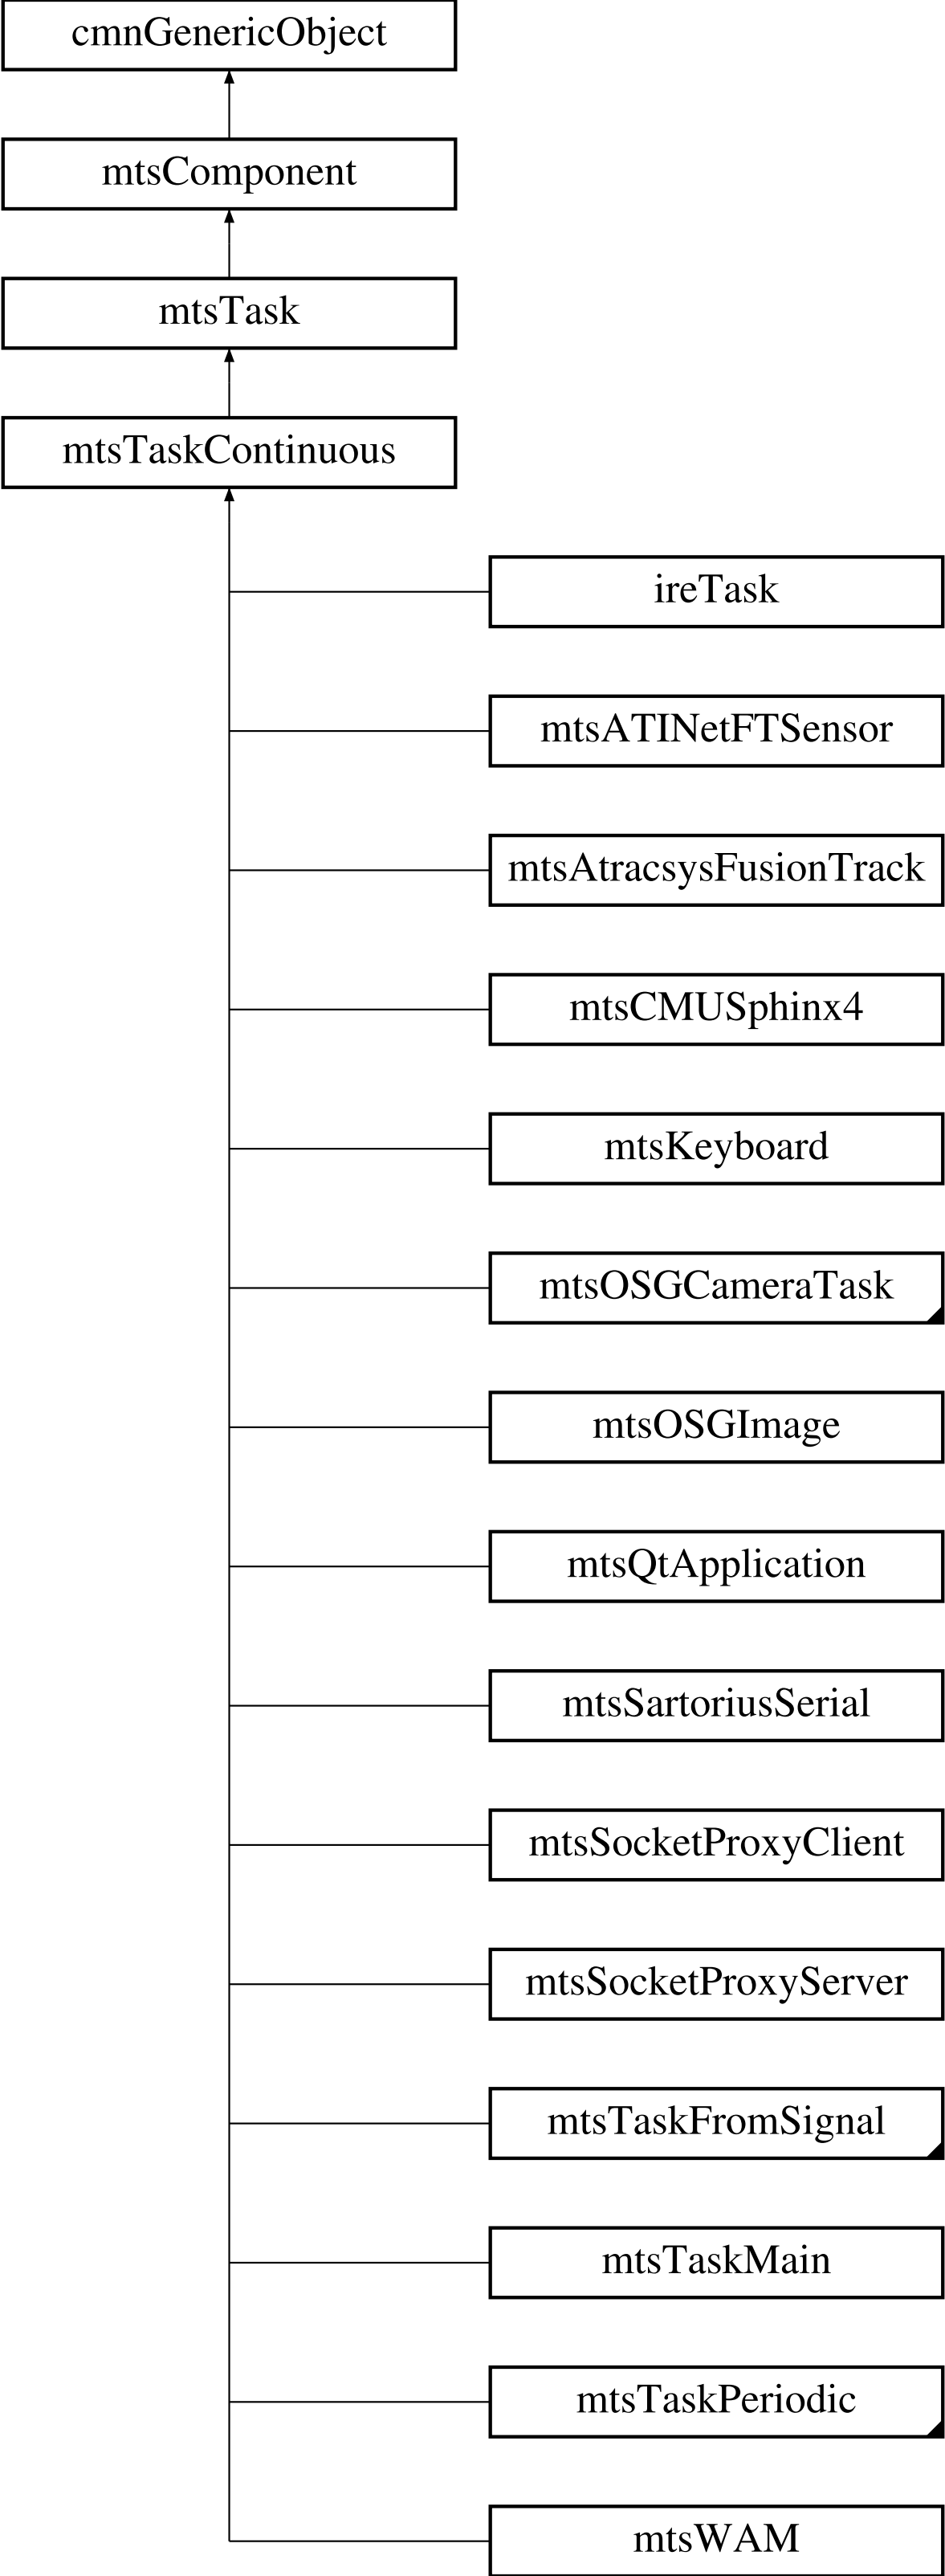 cmnGenericObject
mtsComponent
mtsTask
mtsTaskContinuous
ireTask
mtsATINetFTSensor
mtsAtracsysFusionTrack
mtsCMUSphinx4
mtsKeyboard
mtsOSGCameraTask
mtsOSGImage
mtsQtApplication
mtsSartoriusSerial
mtsSocketProxyClient
mtsSocketProxyServer
mtsTaskFromSignal
mtsTaskMain
mtsTaskPeriodic
mtsWAM